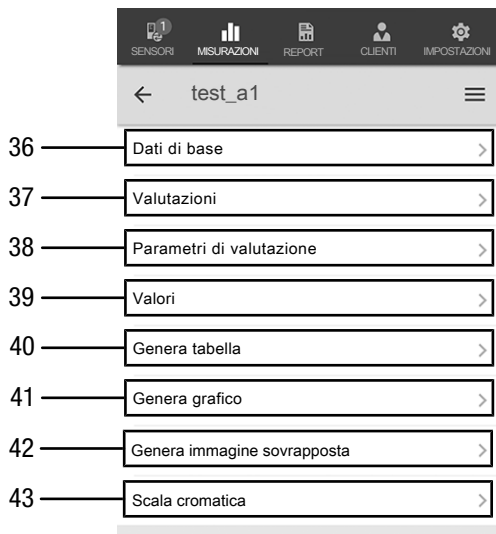 1
SENSORI MISURAZIONI REPORT CLIENTI IMPOSTAZIONI
test_a1
36 Dati di base
37 Valutazioni
38 Parametri di valutazione
39 Valori
40 Genera tabella
41 Genera grafico
42 Genera immagine sovrapposta
43 Scala cromatica